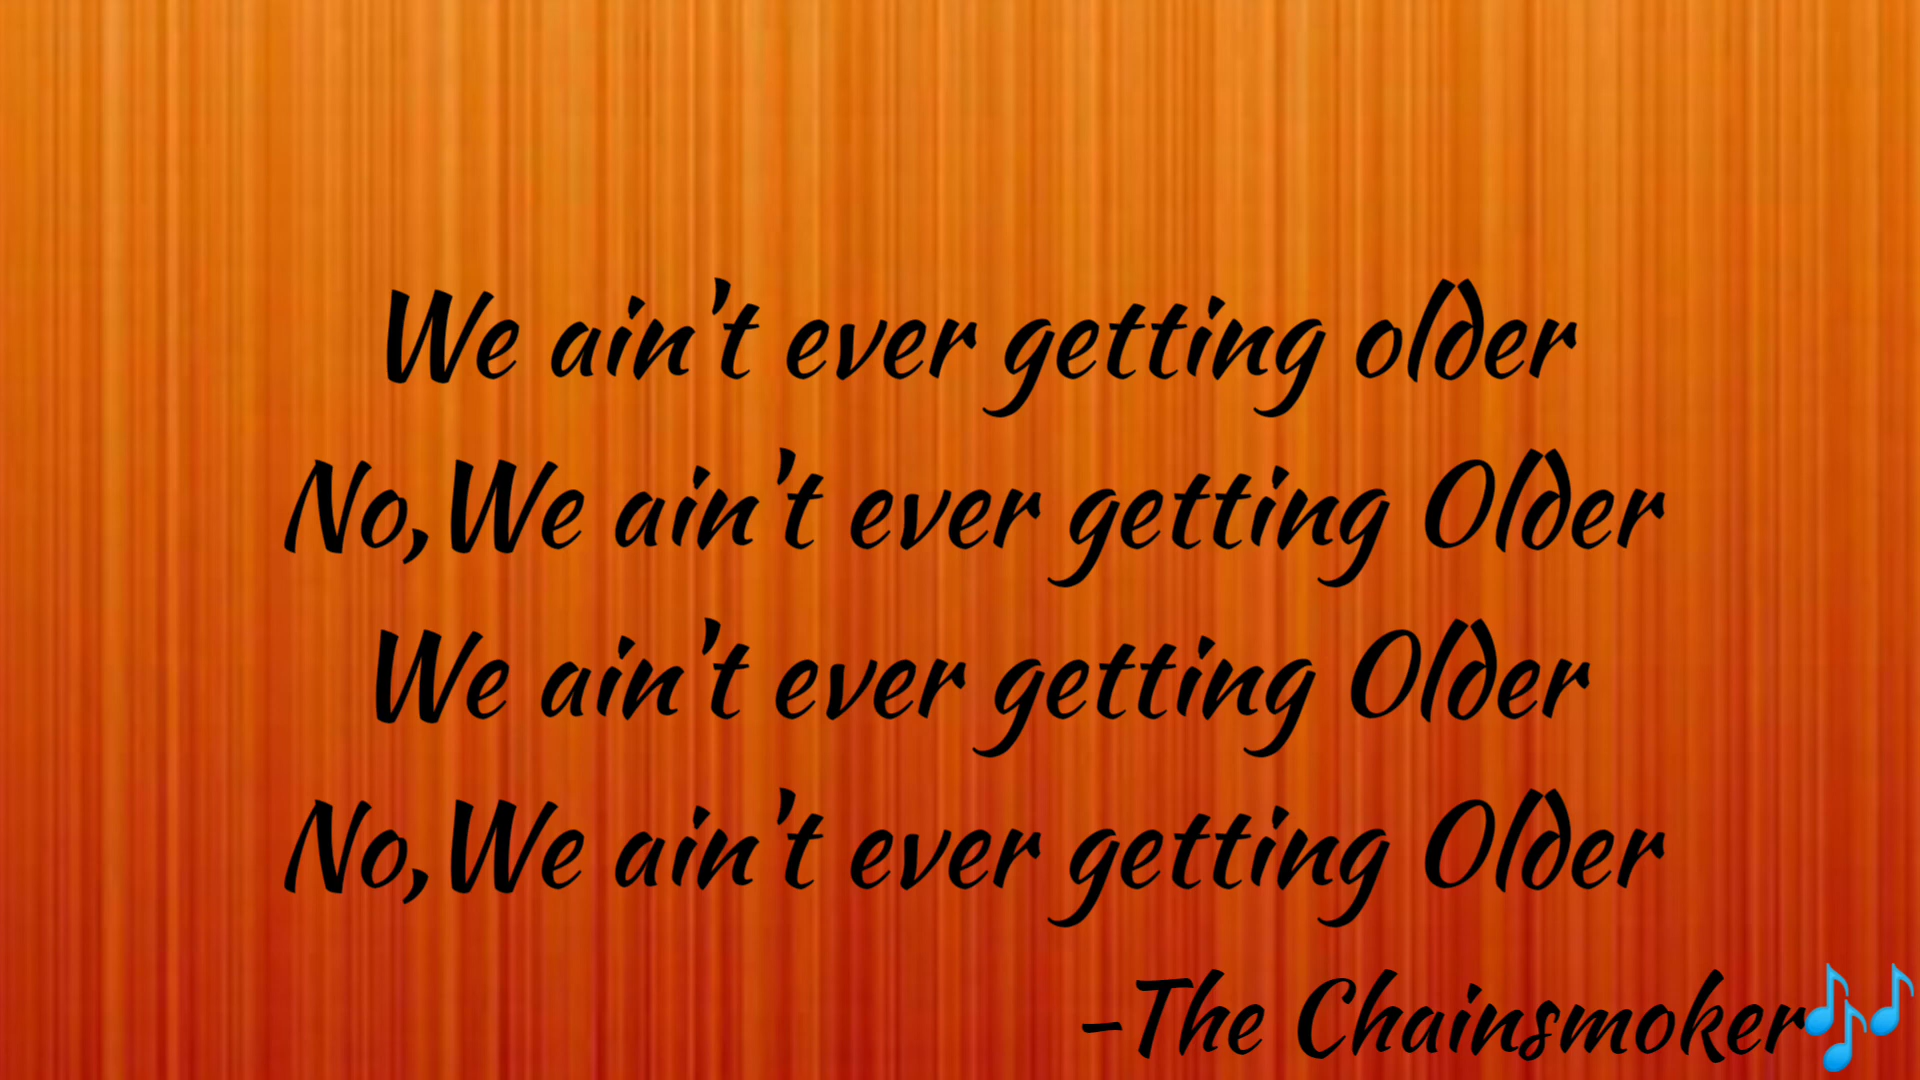 We ain't ever getting older
No,We ain't ever getting Older
We ain't ever getting Older
No,We ain't ever getting Older
-The Chainsmoker🎶